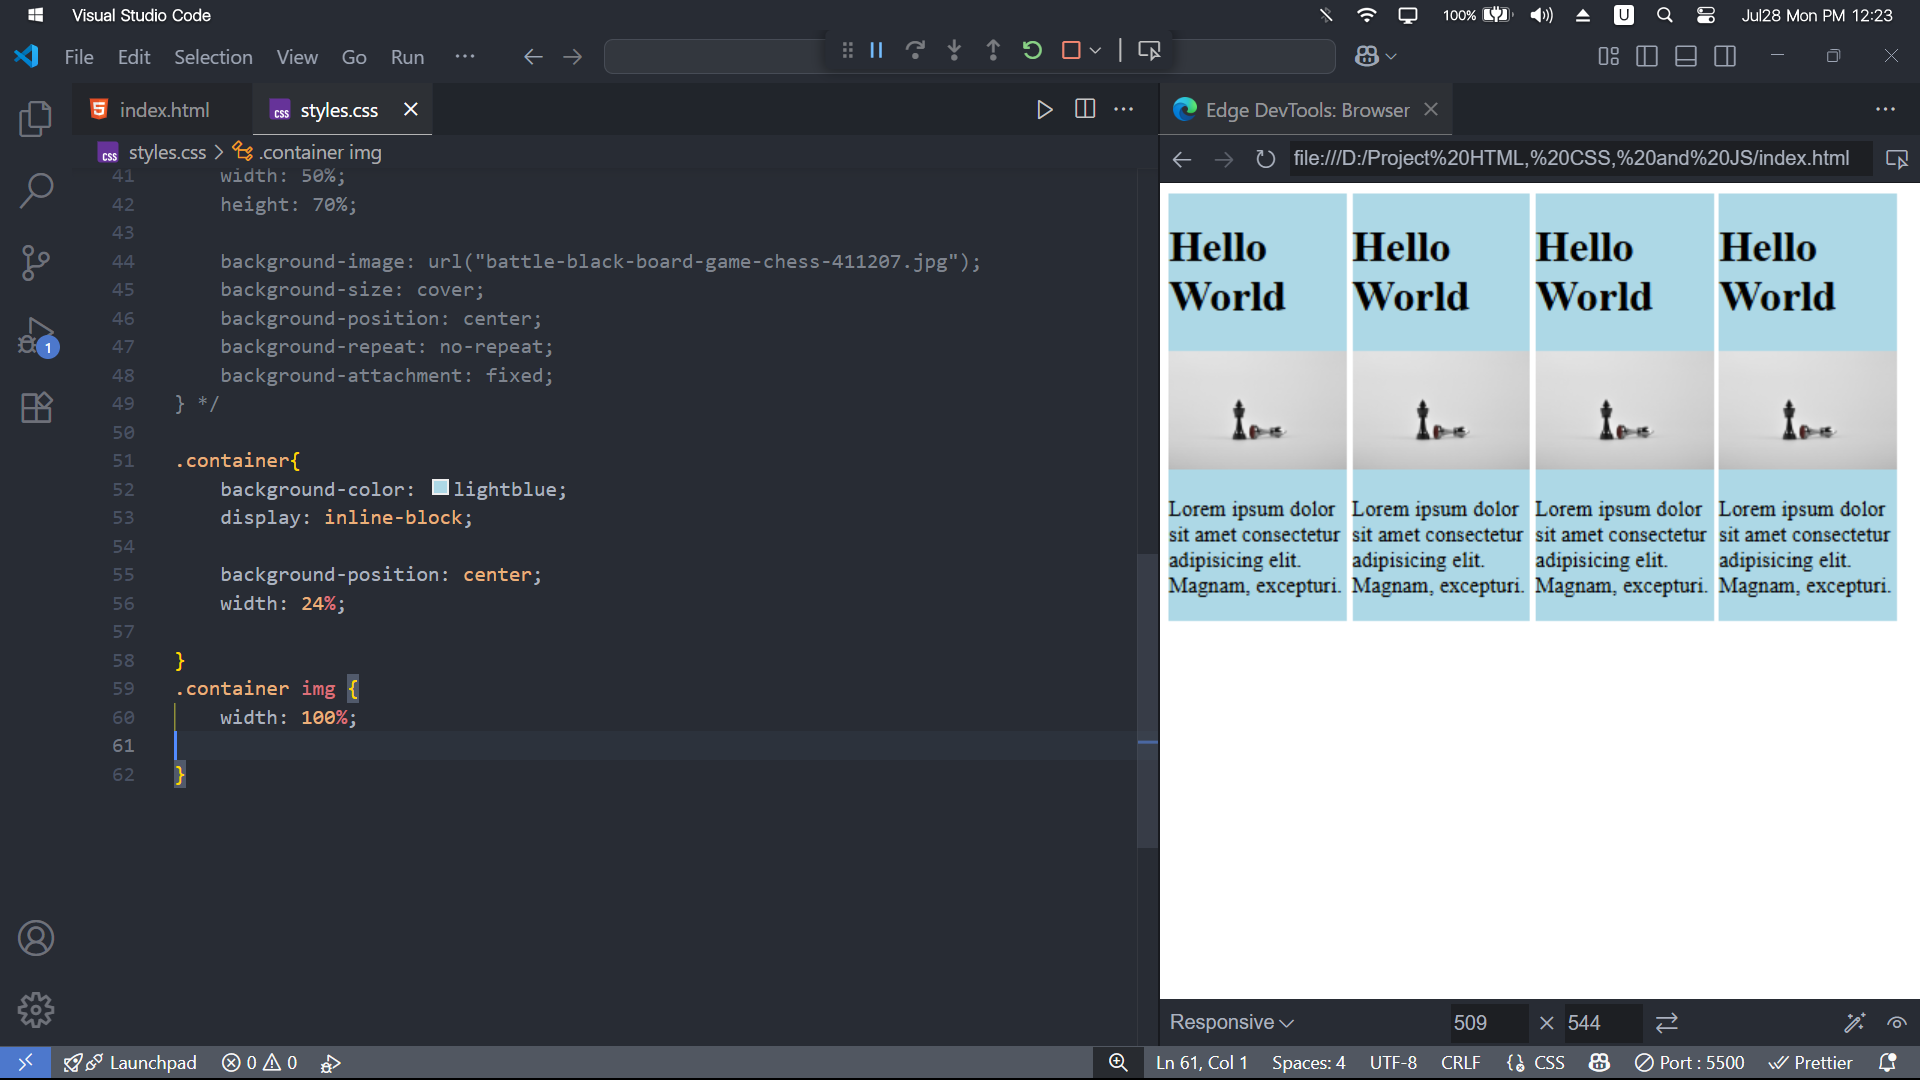 Visual Studio Code
100%
U
Jul28 Mon PM 12:23
File Edit Selection View Go Run ···
index.html
css styles.css
Edge DevTools: Browser
css styles.css > .container img
file:///D:/Project%20HTML,%20CSS,%20and%20JS/index.html
41 width: 50%;
42 height: 70%;
43
44 background-image: url("battle-black-board-game-chess-411207.jpg");
45 background-size: cover;
46 background-position: center;
47 background-repeat: no-repeat;
48 background-attachment: fixed;
49 } */
50
51 .container{
52 background-color: lightblue;
53 display: inline-block;
54
55 background-position: center;
56 width: 24%;
57
58 }
59 .container img {
60 width: 100%;
61
62 }
1
Hello
World
Lorem ipsum dolor
sit amet consectetur
adipisicing elit.
Magnam, excepturi.
Hello
World
Lorem ipsum dolor
sit amet consectetur
adipisicing elit.
Magnam, excepturi.
Hello
World
Lorem ipsum dolor
sit amet consectetur
adipisicing elit.
Magnam, excepturi.
Hello
World
Lorem ipsum dolor
sit amet consectetur
adipisicing elit.
Magnam, excepturi.
Responsive 509 × 544
Launchpad 0 0 Ln 61, Col 1 Spaces: 4 UTF-8 CRLF {} CSS Port : 5500 Prettier